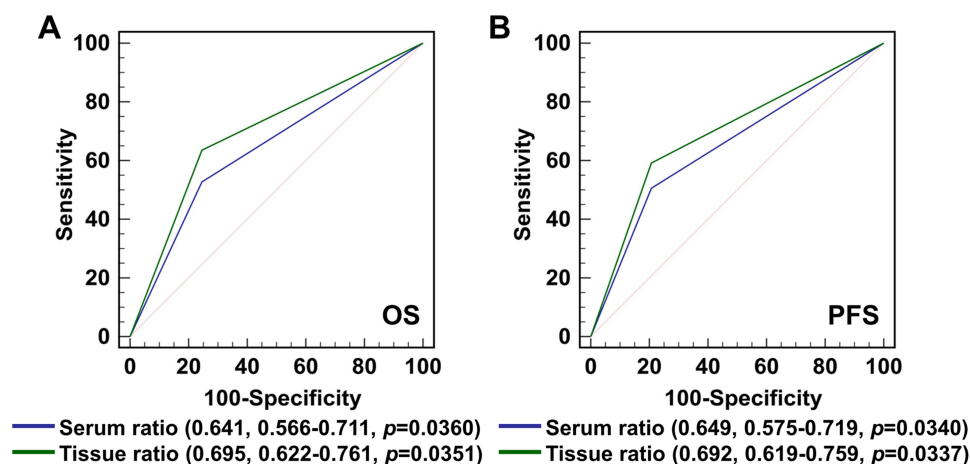 A
B
100
80
60
40
20
0
Sensitivity
OS
0 20 40 60 80 100
100-Specificity
Serum ratio (0.641, 0.566-0.711, p=0.0360)
Tissue ratio (0.695, 0.622-0.761, p=0.0351)
100
80
60
40
20
0
Sensitivity
PFS
0 20 40 60 80 100
100-Specificity
Serum ratio (0.649, 0.575-0.719, p=0.0340)
Tissue ratio (0.692, 0.619-0.759, p=0.0337)